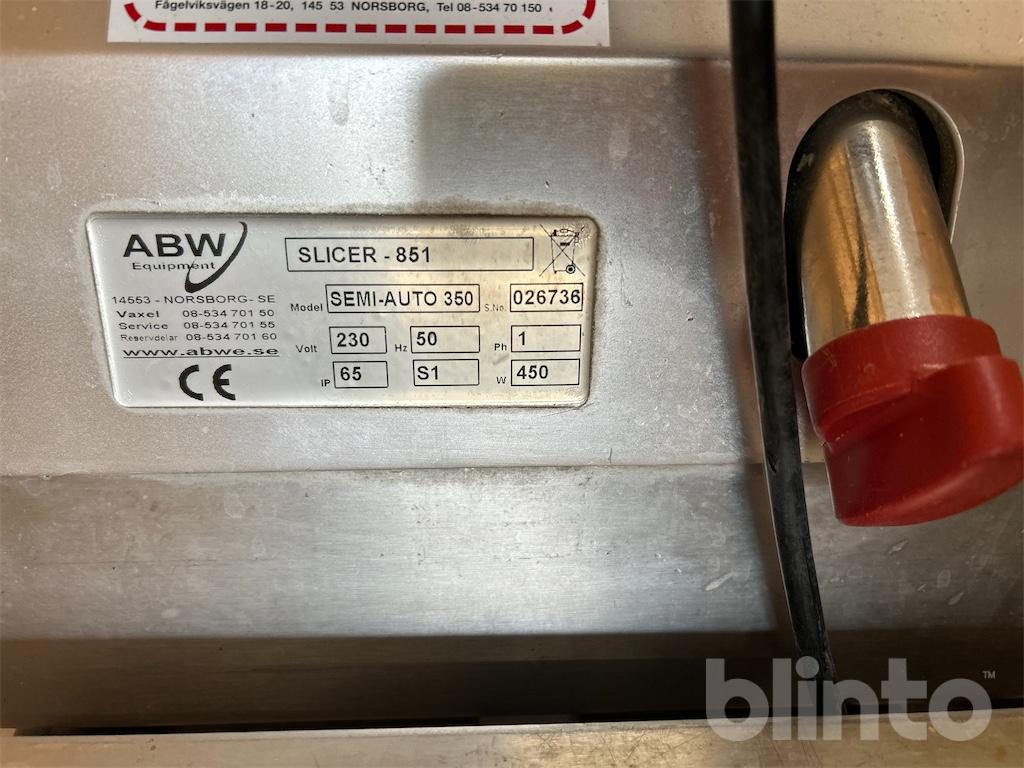 Fågelviksvägen 18-20, 145 53 NORSBORG, Tel 08-534 70 150
ABW
Equipment
SLICER - 851
14553 - NORSBORG - SE
Vaxel 08-534 701 50
Service 08-534 701 55
Reservdelar 08-534 701 60
www.abwe.se
CE
Model SEMI-AUTO 350 S.No. 026736
Volt 230 Hz 50 Ph 1
IP 65 S1 W 450
blinto™